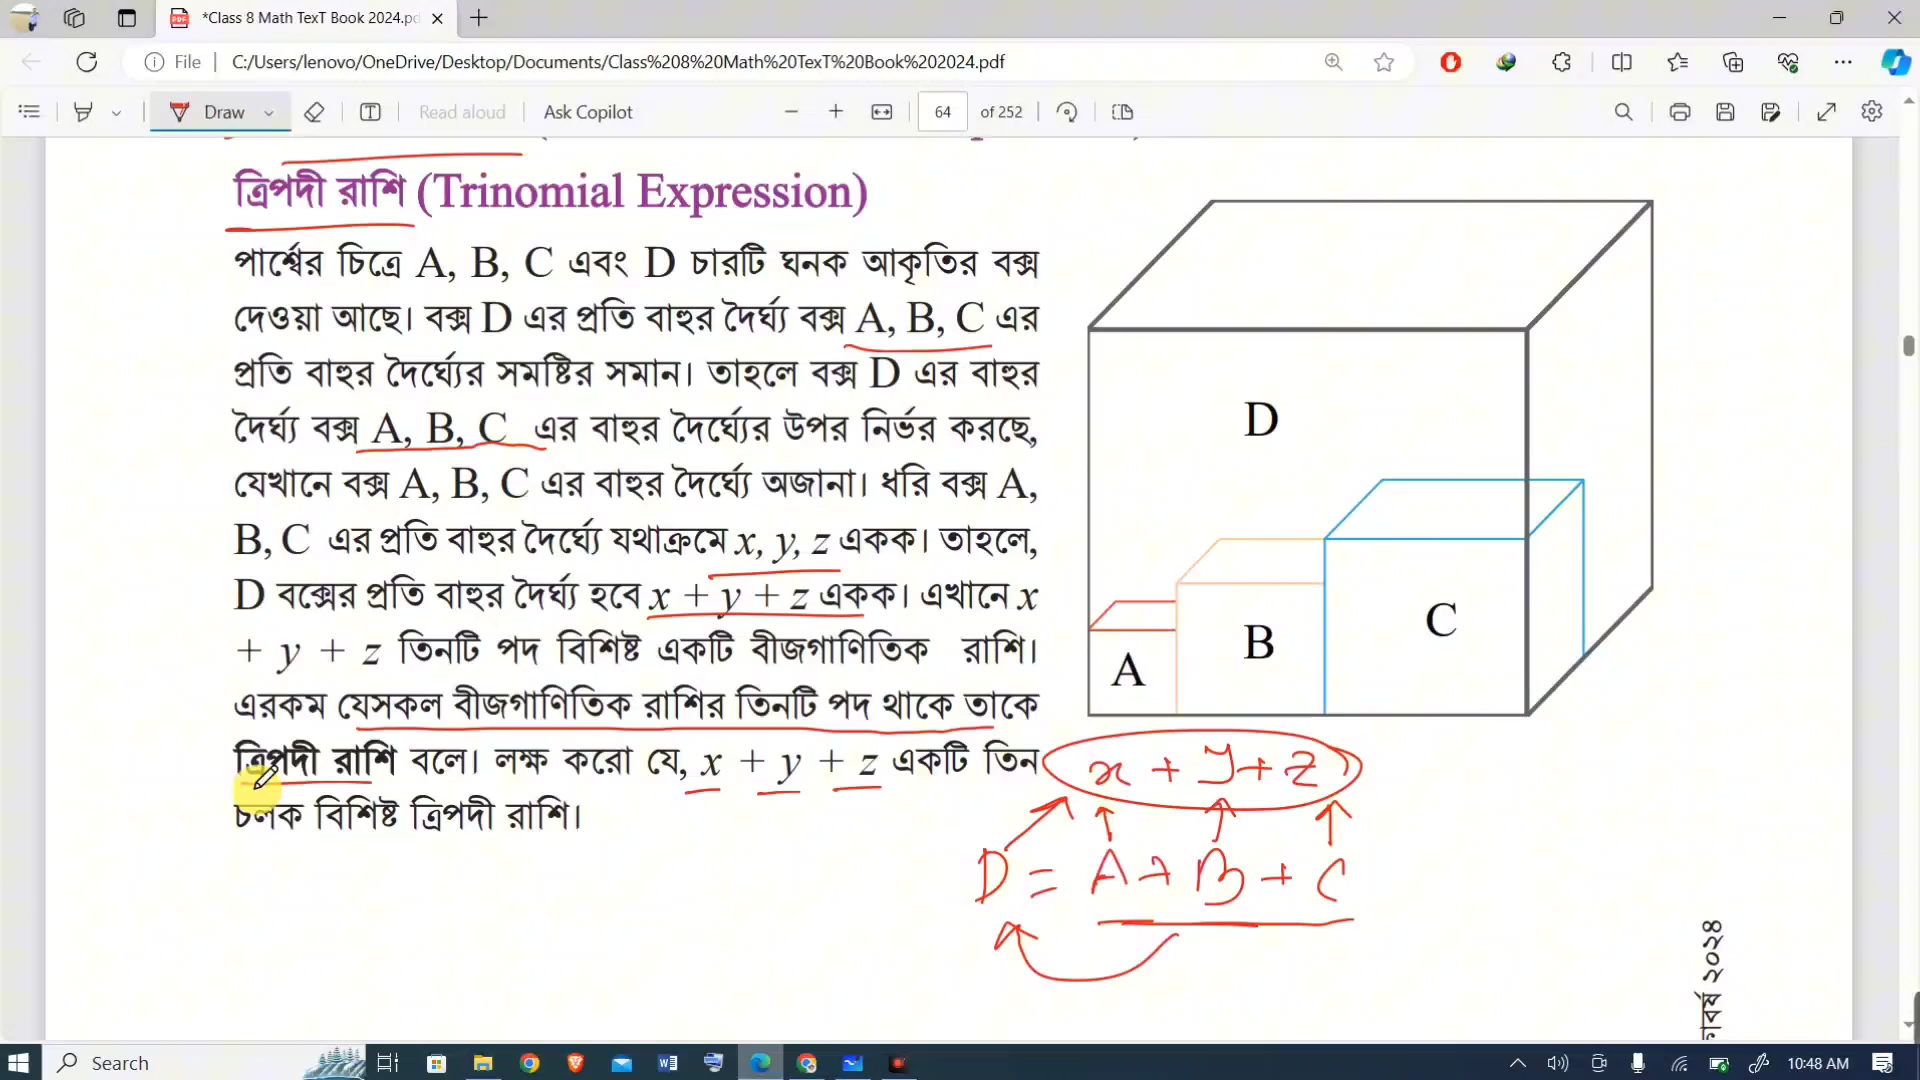 *Class 8 Math TexT Book 2024.pd
File
C:/Users/lenovo/OneDrive/Desktop/Documents/Class%208%20Math%20TexT%20Book%202024.pdf
Draw
Read aloud
Ask Copilot
64
of 252
ত্রিপদী রাশি (Trinomial Expression)
পার্শ্বের চিত্রে A, B, C এবং D চারটি ঘনক আকৃতির বক্স
দেওয়া আছে। বক্স D এর প্রতি বাহুর দৈর্ঘ্য বক্স A, B, C এর
প্রতি বাহুর দৈর্ঘ্যের সমষ্টির সমান। তাহলে বক্স D এর বাহুর
দৈর্ঘ্য বক্স A, B, C এর বাহুর দৈর্ঘ্যের উপর নির্ভর করছে,
যেখানে বক্স A, B, C এর বাহুর দৈর্ঘ্যে অজানা। ধরি বক্স A,
B, C এর প্রতি বাহুর দৈর্ঘ্যে যথাক্রমে x, y, z একক। তাহলে,
D বক্সের প্রতি বাহুর দৈর্ঘ্য হবে x + y + z একক। এখানে x
+ y + z তিনটি পদ বিশিষ্ট একটি বীজগাণিতিক রাশি।
এরকম যেসকল বীজগাণিতিক রাশির তিনটি পদ থাকে তাকে
ত্রিপদী রাশি বলে। লক্ষ করো যে, x + y + z একটি তিন
চলক বিশিষ্ট ত্রিপদী রাশি।
D
C
B
A
x + y + z
D = A + B + C
২০২৪
Search
10:48 AM